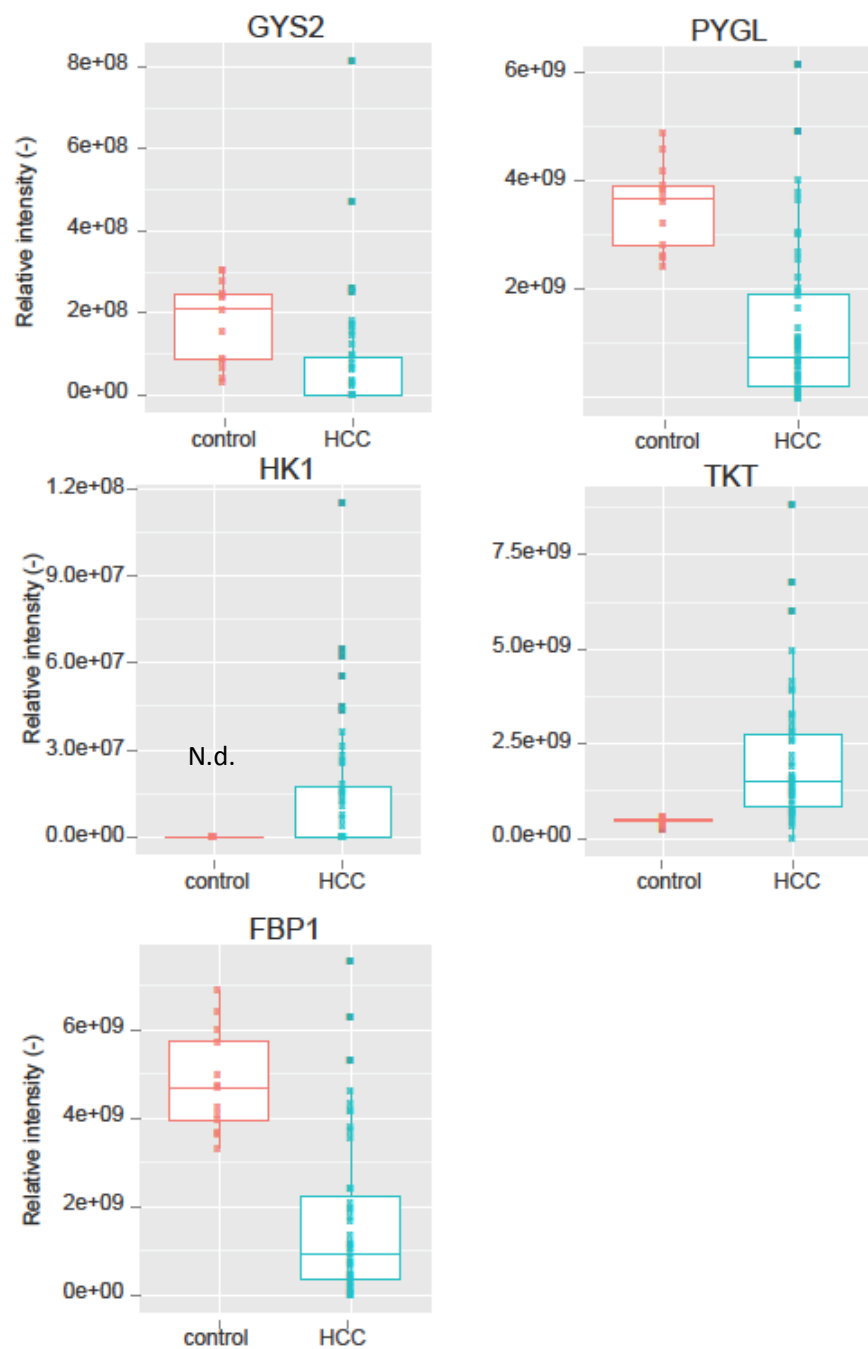 GYS2
Relative intensity (-)
8e+08
6e+08
4e+08
2e+08
0e+00
control
HCC
PYGL
6e+09
4e+09
2e+09
control
HCC
HK1
Relative intensity (-)
1.2e+08
9.0e+07
6.0e+07
3.0e+07
0.0e+00
N.d.
control
HCC
TKT
7.5e+09
5.0e+09
2.5e+09
0.0e+00
control
HCC
FBP1
Relative intensity (-)
6e+09
4e+09
2e+09
0e+00
control
HCC